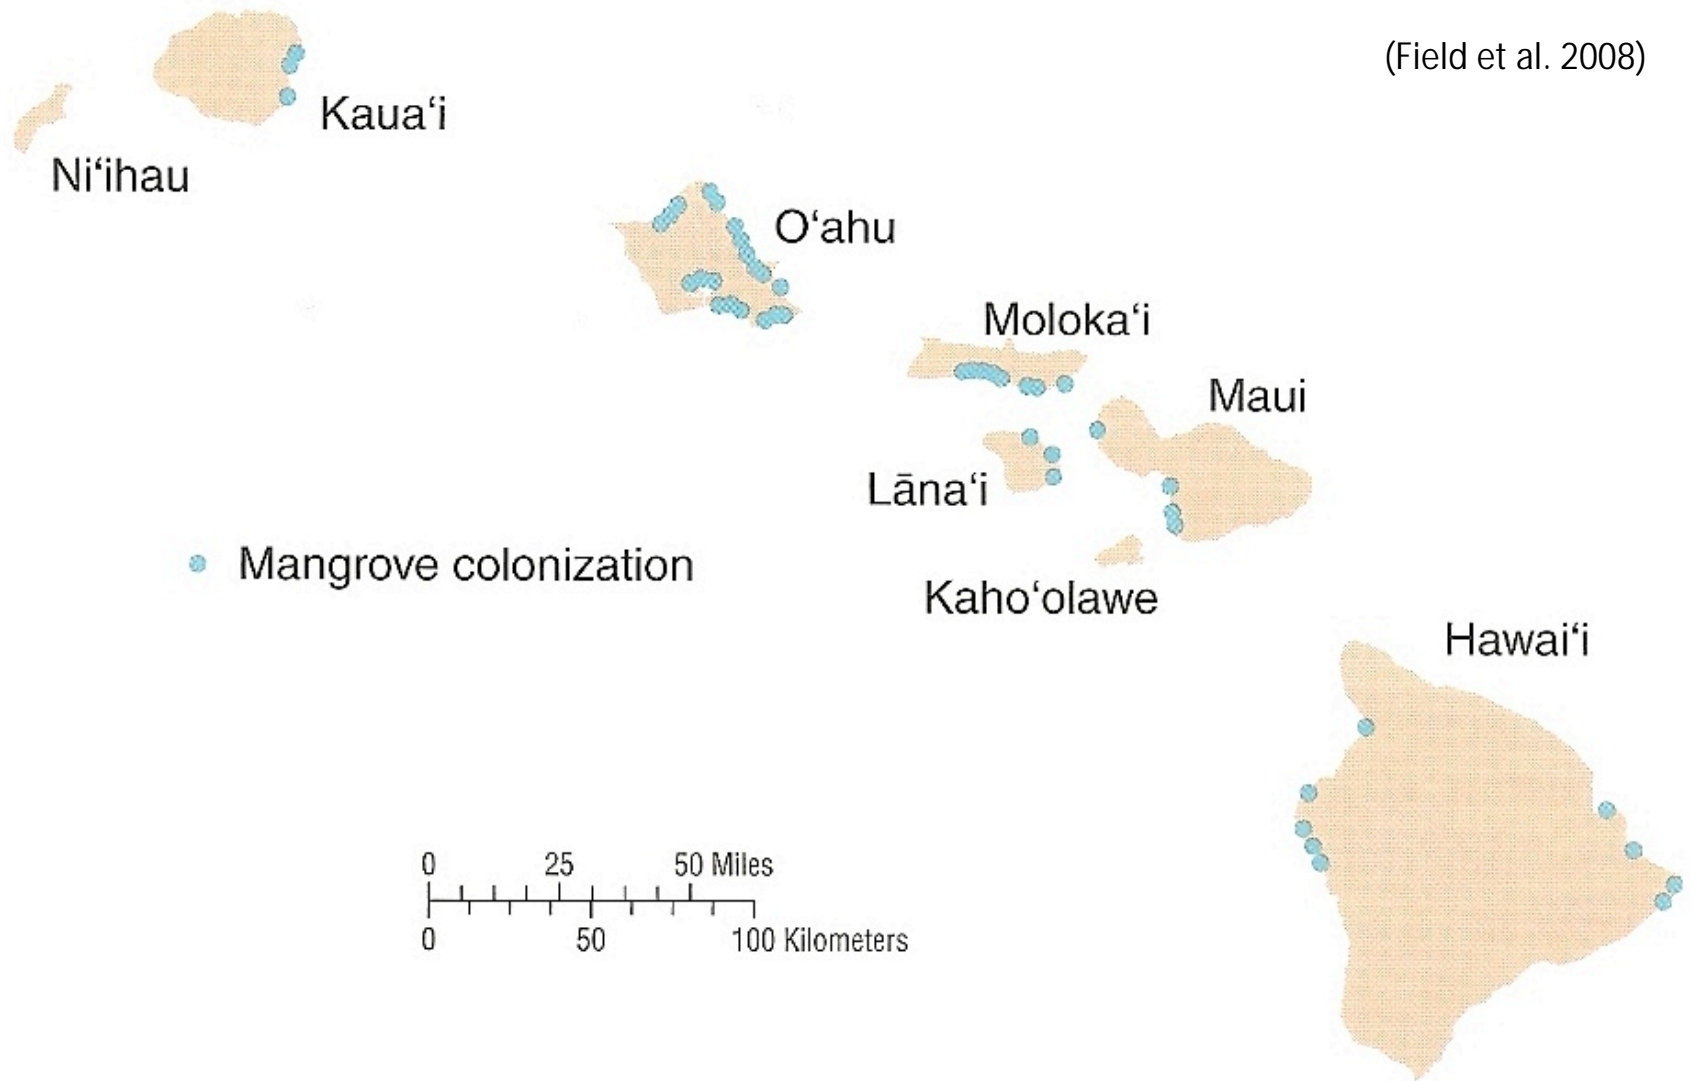 (Field et al. 2008)
Kaua‘i
Ni‘ihau
O‘ahu
Moloka‘i
Maui
Lāna‘i
Mangrove colonization
Kaho‘olawe
Hawai‘i
0 25 50 Miles
0 50 100 Kilometers